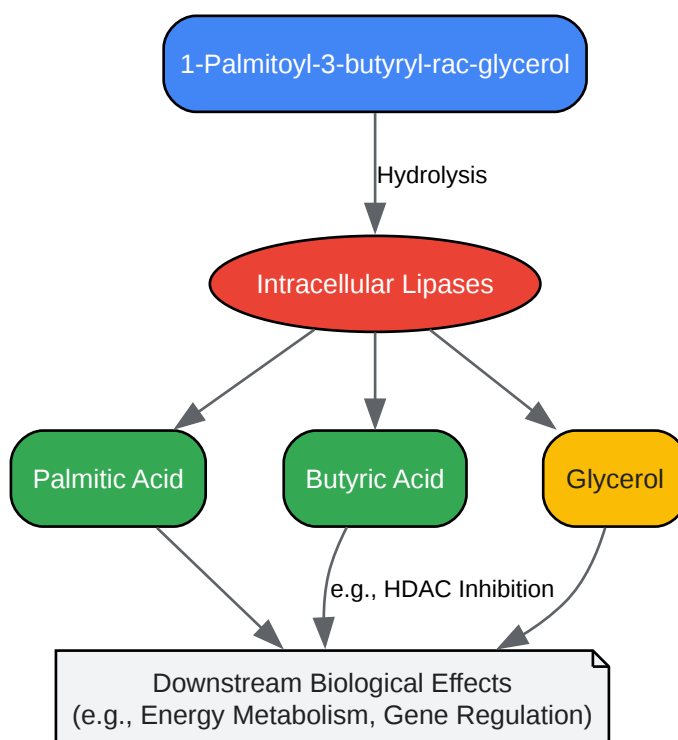 1-Palmitoyl-3-butyryl-rac-glycerol
Hydrolysis
Intracellular Lipases
Palmitic Acid
Butyric Acid
Glycerol
e.g., HDAC Inhibition
Downstream Biological Effects
(e.g., Energy Metabolism, Gene Regulation)